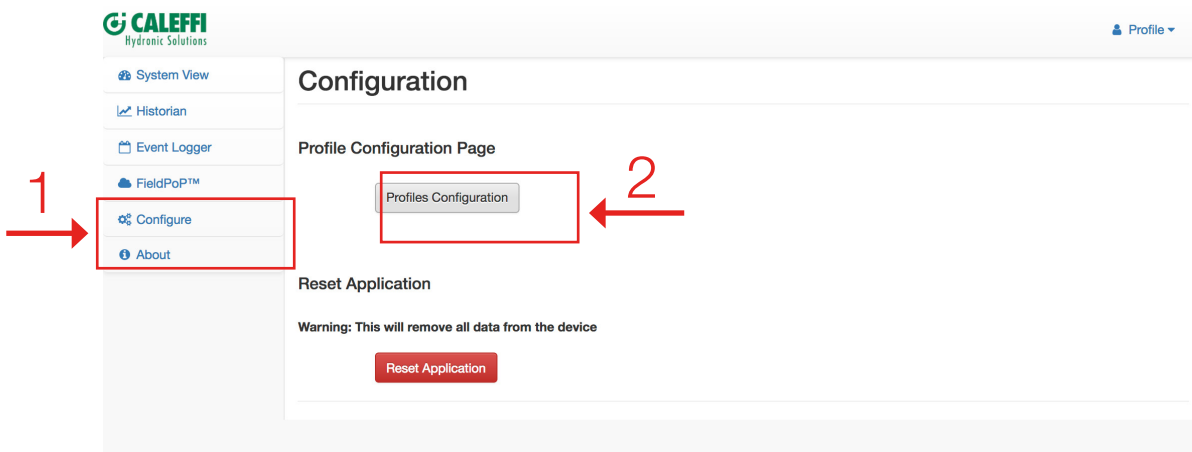 CALEFFI
Hydronic Solutions
Profile
System View
Configuration
Historian
Event Logger
Profile Configuration Page
FieldPoP™
1
2
Profiles Configuration
Configure
About
Reset Application
Warning: This will remove all data from the device
Reset Application